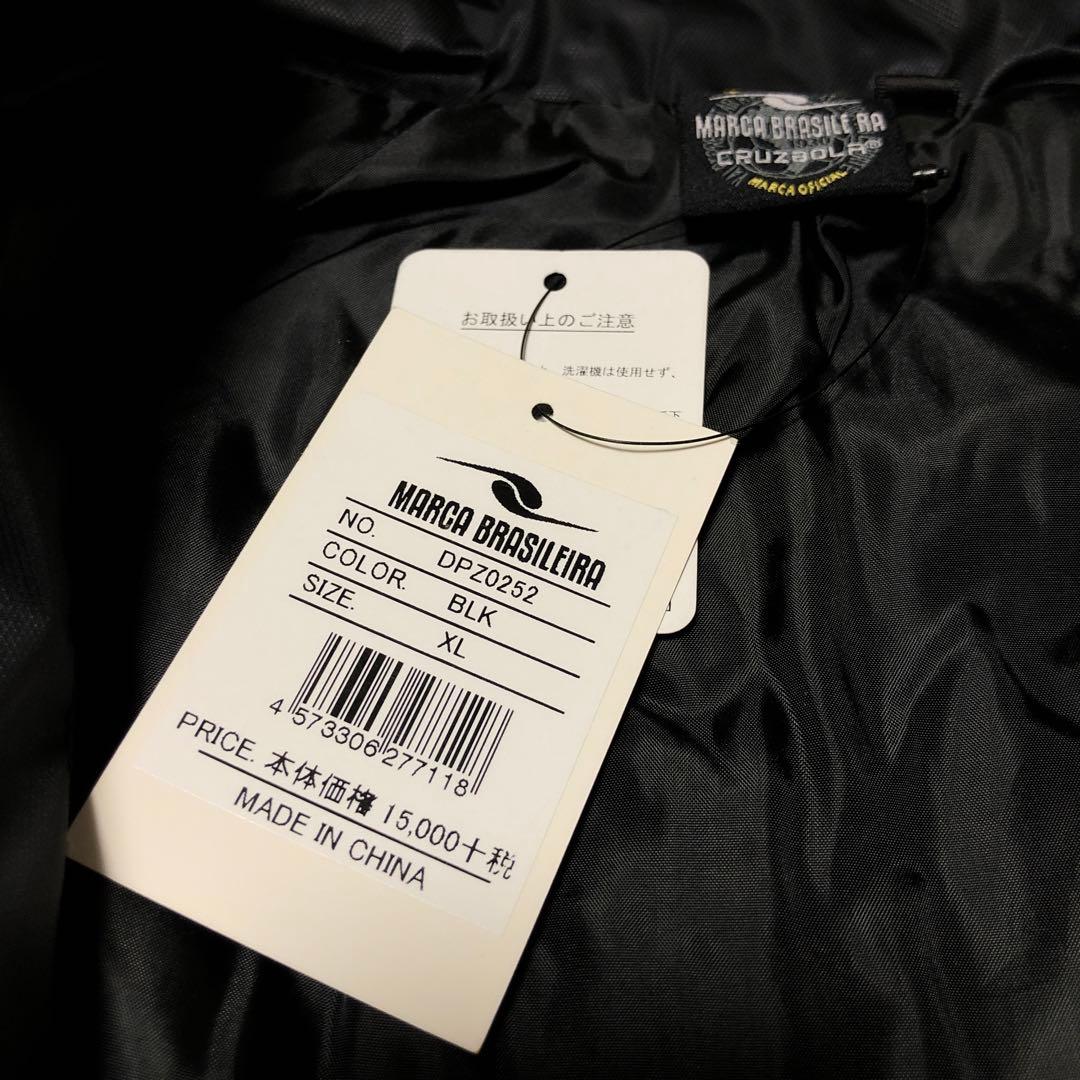 MARCA BRASILEIRA
CRUZBOLA®
MARCA OFICIAL
お取扱い上のご注意
洗濯機は使用せず、
て下
MARCA BRASILEIRA
NO. DPZ0252
COLOR. BLK
SIZE. XL
4 573306 277118
PRICE. 本体価格 15,000+税
MADE IN CHINA